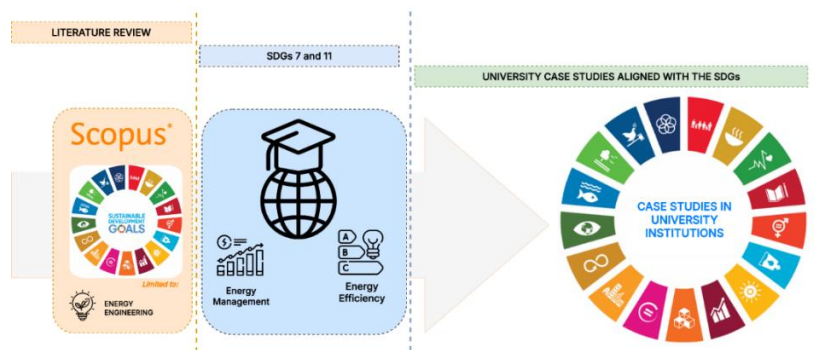 LITERATURE REVIEW
SDGs 7 and 11
UNIVERSITY CASE STUDIES ALIGNED WITH THE SDGs
Scopus*
SUSTAINABLE
DEVELOPMENT
GOALS
Limited to:
ENERGY
ENGINEERING
A
B
C
Energy
Management
Energy
Efficiency
CASE STUDIES IN
UNIVERSITY
INSTITUTIONS